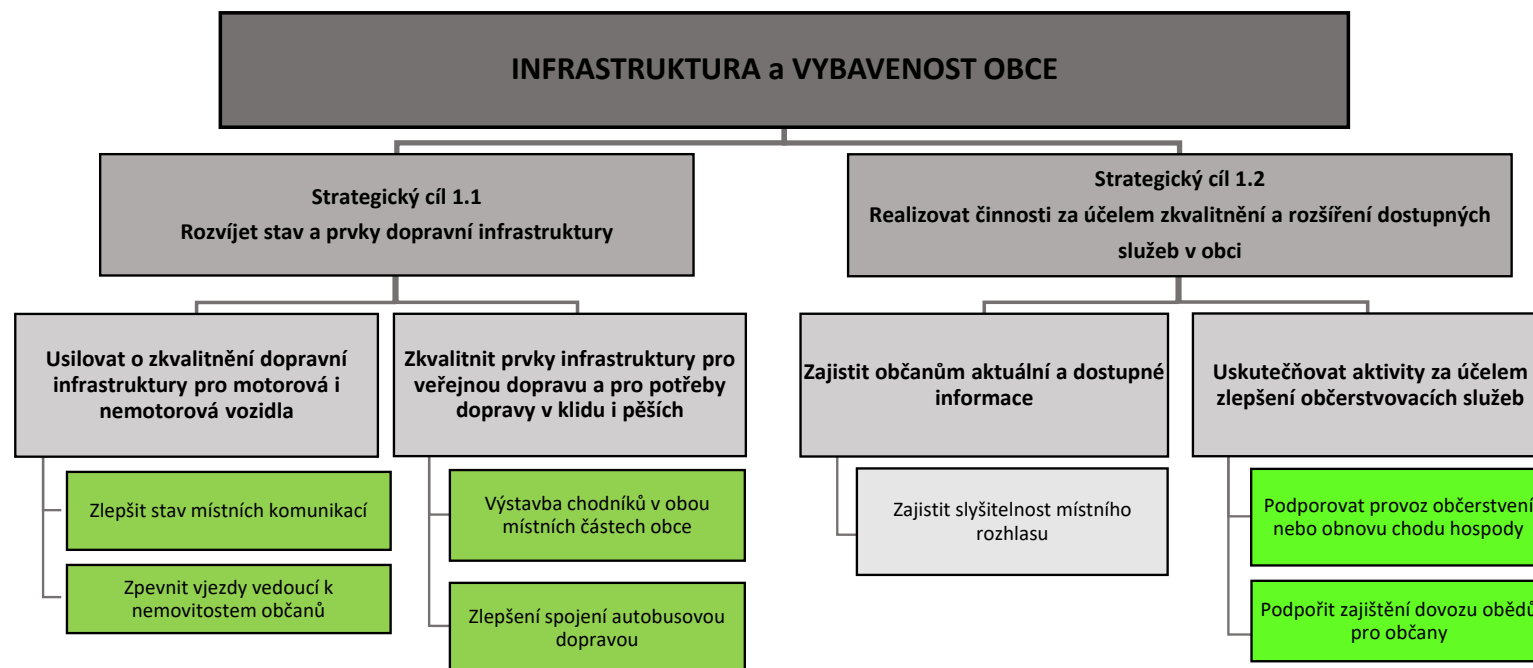 INFRASTRUKTURA a VYBAVENOST OBCE
Strategický cíl 1.1
Rozvíjet stav a prvky dopravní infrastruktury
Strategický cíl 1.2
Realizovat činnosti za účelem zkvalitnění a rozšíření dostupných
služeb v obci
Usilovat o zkvalitnění dopravní
infrastruktury pro motorová i
nemotorová vozidla
Zlepšit stav místních komunikací
Zpevnit vjezdy vedoucí k
nemovitostem občanů
Zkvalitnit prvky infrastruktury pro
veřejnou dopravu a pro potřeby
dopravy v klidu i pěších
Výstavba chodníků v obou
místních částech obce
Zlepšení spojení autobusovou
dopravou
Zajistit občanům aktuální a dostupné
informace
Zajistit slyšitelnost místního
rozhlasu
Uskutečňovat aktivity za účelem
zlepšení občerstvovacích služeb
Podporovat provoz občerstvení
nebo obnovu chodu hospody
Podpořit zajištění dovozu obědů
pro občany